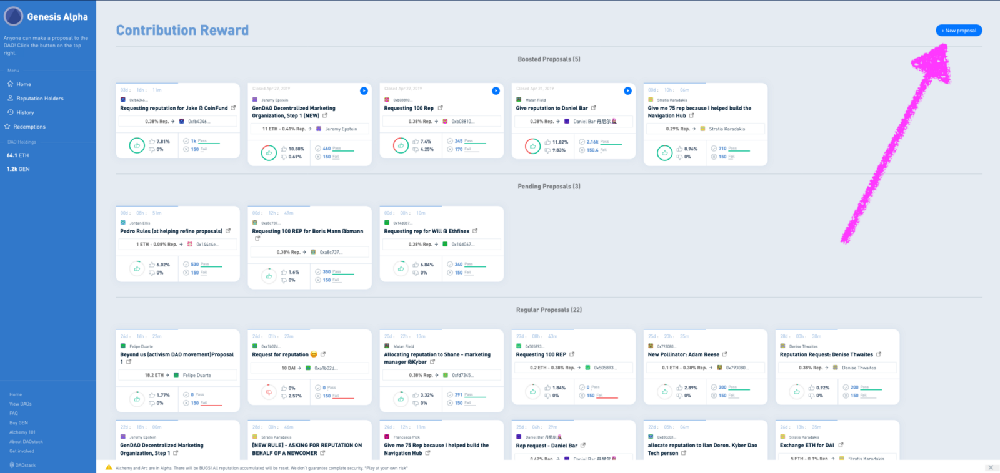 Genesis Alpha
Anyone can make a proposal to the
DAO! Click the button on the top
right.
Menu
Home
Reputation Holders
History
Redemptions
DAO Holdings
64.1 ETH
1.2k GEN
Home
View DAOs
FAQ
Buy GEN
Alchemy 101
About DAOstack
Get involved
DAOstack
Contribution Reward
+ New proposal
Boosted Proposals (5)
03d : 16h : 11m
0xfb4346...
Requesting reputation for Jake @ CoinFund
0.38% Rep. → 0xfb4346...
7.81%
0%
1k Pass
150 Fail
Closed Apr 22, 2019
Jeremy Epstein
GenDAO Decentralized Marketing
Organization, Step 1 (NEW)
11 ETH + 0.41% Rep. → Jeremy Epstein
10.88%
0.69%
460 Pass
150 Fail
Closed Apr 22, 2019
0xb03810...
Requesting 100 Rep
0.38% Rep. → 0xb03810...
7.4%
4.25%
245 Pass
170 Fail
Closed Apr 21, 2019
Matan Field
Give reputation to Daniel Bar
0.38% Rep. → Daniel Bar 丹尼尔
11.82%
9.83%
2.16k Pass
150.4 Fail
00d : 10h : 06m
Stratis Karadakis
Give me 75 rep because I helped build the
Navigation Hub
0.29% Rep. → Stratis Karadakis
8.96%
0%
710 Pass
150 Fail
Pending Proposals (3)
00d : 08h : 51m
Jordan Ellis
Pedro Rules (at helping refine proposals)
1 ETH + 0.08% Rep. → 0x144c4e...
6.02%
0%
530 Pass
150 Fail
00d : 12h : 49m
0xa8c737...
Requesting 100 REP for Boris Mann @bmann
0.38% Rep. → 0xa8c737...
1.6%
0%
350 Pass
150 Fail
00d : 00h : 10m
0x14d067...
Requesting rep for Will @ Ethfinex
0.38% Rep. → 0x14d067...
6.84%
0%
340 Pass
150 Fail
Regular Proposals (22)
26d : 16h : 22m
Felipe Duarte
Beyond us (activism DAO movement)Proposal
1
18.2 ETH → Felipe Duarte
1.77%
0%
0 Pass
150 Fail
26d : 01h : 27m
0xa1b02d...
Request for reputation 😊
10 DAI → 0xa1b02d...
0%
2.57%
0 Pass
150 Fail
20d : 22h : 13m
Matan Field
Allocating reputation to Shane - marketing
manager @Kyber
0.38% Rep. → 0xfd7345...
3.32%
0%
291 Pass
150 Fail
27d : 08h : 43m
0x505893...
Requesting 100 REP
0.2 ETH + 0.38% Rep. → 0x505893...
1.84%
0%
0 Pass
150 Fail
25d : 20h : 35m
0x793080...
New Pollinator: Adam Reese
0.1 ETH + 0.38% Rep. → 0x793080...
2.89%
0%
300 Pass
150 Fail
28d : 00h : 30m
Denise Thwaites
Reputation Request: Denise Thwaites
0.38% Rep. → Denise Thwaites
0.92%
0%
200 Pass
150 Fail
22d : 18h : 00m
Jeremy Epstein
GenDAO Decentralized Marketing
Organization, Step 1
28d : 00h : 46m
Stratis Karadakis
[NEW RULE] - ASKING FOR REPUTATION ON
BEHALF OF A NEWCOMER
24d : 12h : 11m
Francesca Pick
Give me 75 Rep because I helped build the
Navigation Hub
25d : 06h : 29m
Daniel Bar 丹尼尔
Rep request - Daniel Bar
0.42% Rep. → Daniel Bar 丹尼尔
22d : 05h : 04m
0xd3cc03...
allocate reputation to Ilan Doron. Kyber Dao
Tech person
26d : 13h : 35m
Stratis Karadakis
Exchange ETH for DAI
5 ETH + 0.1% Rep. → Stratis Karadakis
Alchemy and Arc are in Alpha. There will be BUGS! All reputation accumulated will be reset. We don't guarantee complete security. *Play at your own risk*